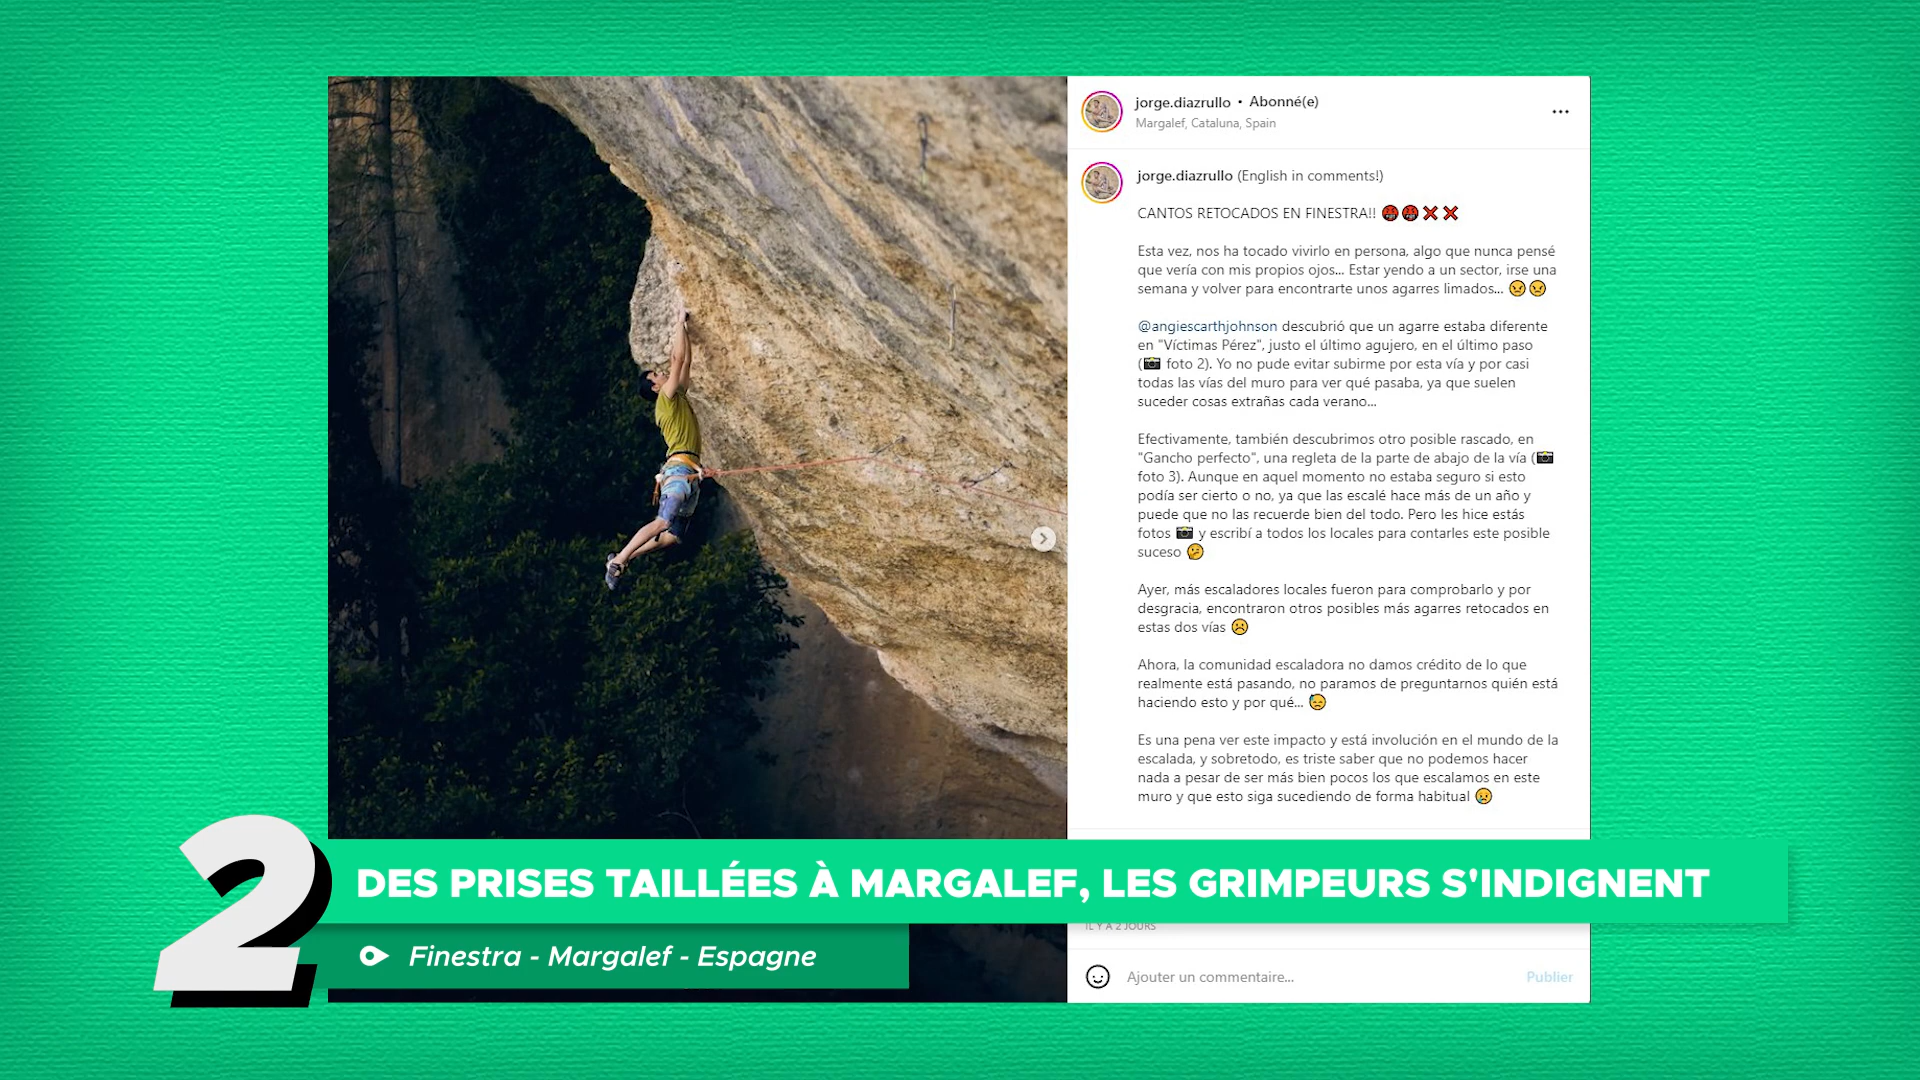 jorge.diazrullo • Abonné(e)
Margalef, Cataluna, Spain
jorge.diazrullo (English in comments!)
CANTOS RETOCADOS EN FINESTRA!! 🤬🤬❌❌
Esta vez, nos ha tocado vivirlo en persona, algo que nunca pensé
que vería con mis propios ojos... Estar yendo a un sector, irse una
semana y volver para encontrarte unos agarres limados... 😠😠
@angiescarthjohnson descubrió que un agarre estaba diferente
en "Víctimas Pérez", justo el último agujero, en el último paso
(📷 foto 2). Yo no pude evitar subirme por esta vía y por casi
todas las vías del muro para ver qué pasaba, ya que suelen
suceder cosas extrañas cada verano...
Efectivamente, también descubrimos otro posible rascado, en
"Gancho perfecto", una regleta de la parte de abajo de la vía (📷
foto 3). Aunque en aquel momento no estaba seguro si esto
podía ser cierto o no, ya que las escalé hace más de un año y
puede que no las recuerde bien del todo. Pero les hice estás
fotos 📷 y escribí a todos los locales para contarles este posible
suceso 🤔
Ayer, más escaladores locales fueron para comprobarlo y por
desgracia, encontraron otros posibles más agarres retocados en
estas dos vías ☹️
Ahora, la comunidad escaladora no damos crédito de lo que
realmente está pasando, no paramos de preguntarnos quién está
haciendo esto y por qué... 😓
Es una pena ver este impacto y está involución en el mundo de la
escalada, y sobretodo, es triste saber que no podemos hacer
nada a pesar de ser más bien pocos los que escalamos en este
muro y que esto siga sucediendo de forma habitual 😢
2
DES PRISES TAILLÉES À MARGALEF, LES GRIMPEURS S'INDIGNENT
IL Y A 2 JOURS
Finestra - Margalef - Espagne
Ajouter un commentaire... Publier